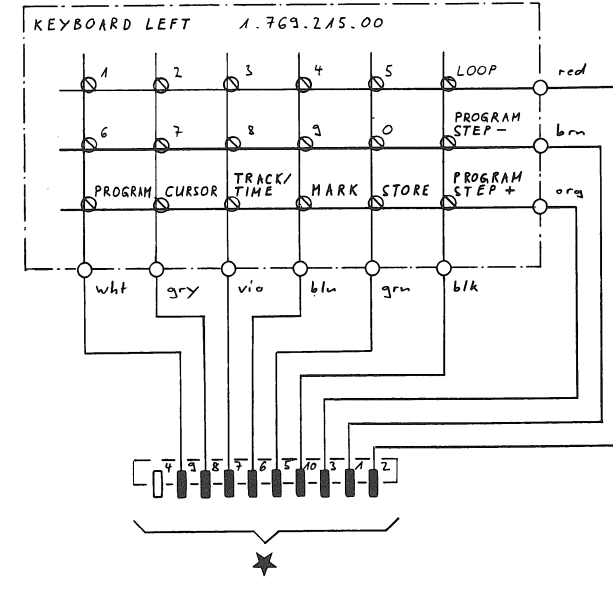 KEYBOARD LEFT 1.769.215.00
1 2 3 4 5 LOOP red
6 7 8 9 0 PROGRAM STEP – brn
PROGRAM CURSOR TRACK/ TIME MARK STORE PROGRAM STEP + org
wht gry vio blu grn blk
4 9 8 7 6 5 10 3 1 2